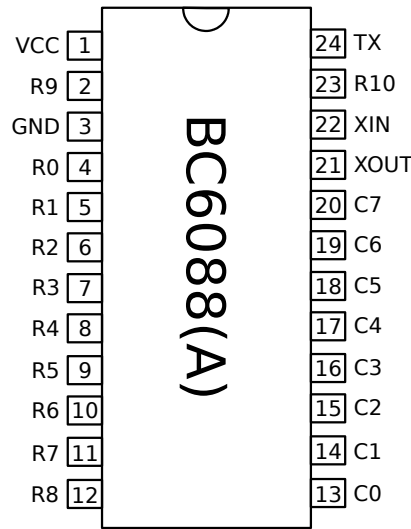 VCC 1
R9 2
GND 3
R0 4
R1 5
R2 6
R3 7
R4 8
R5 9
R6 10
R7 11
R8 12
BC6088(A)
24 TX
23 R10
22 XIN
21 XOUT
20 C7
19 C6
18 C5
17 C4
16 C3
15 C2
14 C1
13 C0